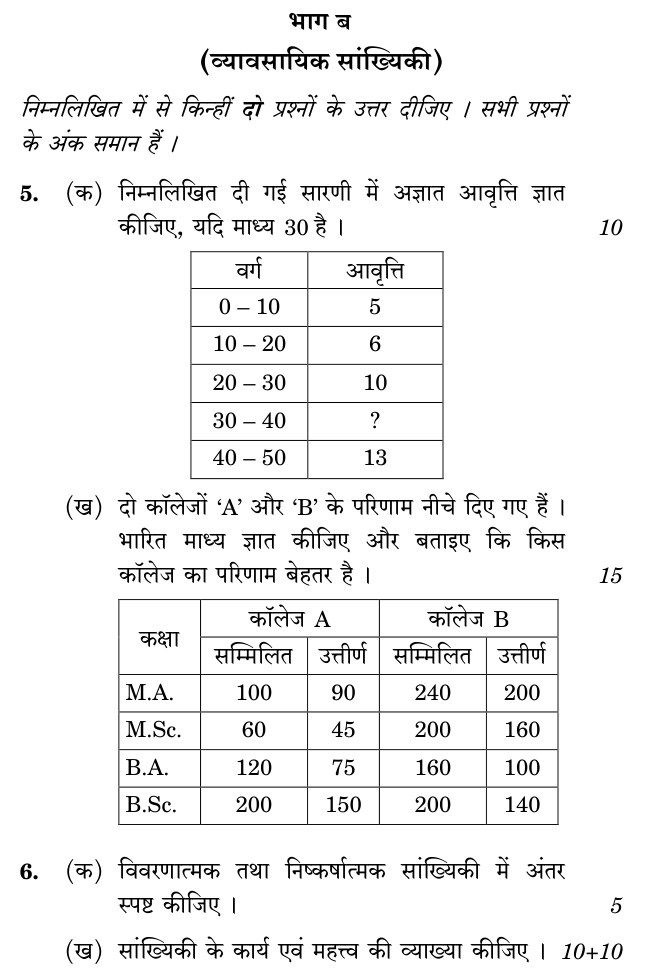 भाग ब
(व्यावसायिक सांख्यिकी)
निम्नलिखित में से किन्हीं दो प्रश्नों के उत्तर दीजिए । सभी प्रश्नों
के अंक समान हैं ।
5. (क) निम्नलिखित दी गई सारणी में अज्ञात आवृत्ति ज्ञात
कीजिए, यदि माध्य 30 है । 10
वर्ग आवृत्ति
0 – 10 5
10 – 20 6
20 – 30 10
30 – 40 ?
40 – 50 13
(ख) दो कॉलेजों ‘A’ और ‘B’ के परिणाम नीचे दिए गए हैं ।
भारित माध्य ज्ञात कीजिए और बताइए कि किस
कॉलेज का परिणाम बेहतर है । 15
कक्षा कॉलेज A कॉलेज B
सम्मिलित उत्तीर्ण सम्मिलित उत्तीर्ण
M.A. 100 90 240 200
M.Sc. 60 45 200 160
B.A. 120 75 160 100
B.Sc. 200 150 200 140
6. (क) विवरणात्मक तथा निष्कर्षात्मक सांख्यिकी में अंतर
स्पष्ट कीजिए । 5
(ख) सांख्यिकी के कार्य एवं महत्त्व की व्याख्या कीजिए । 10+10